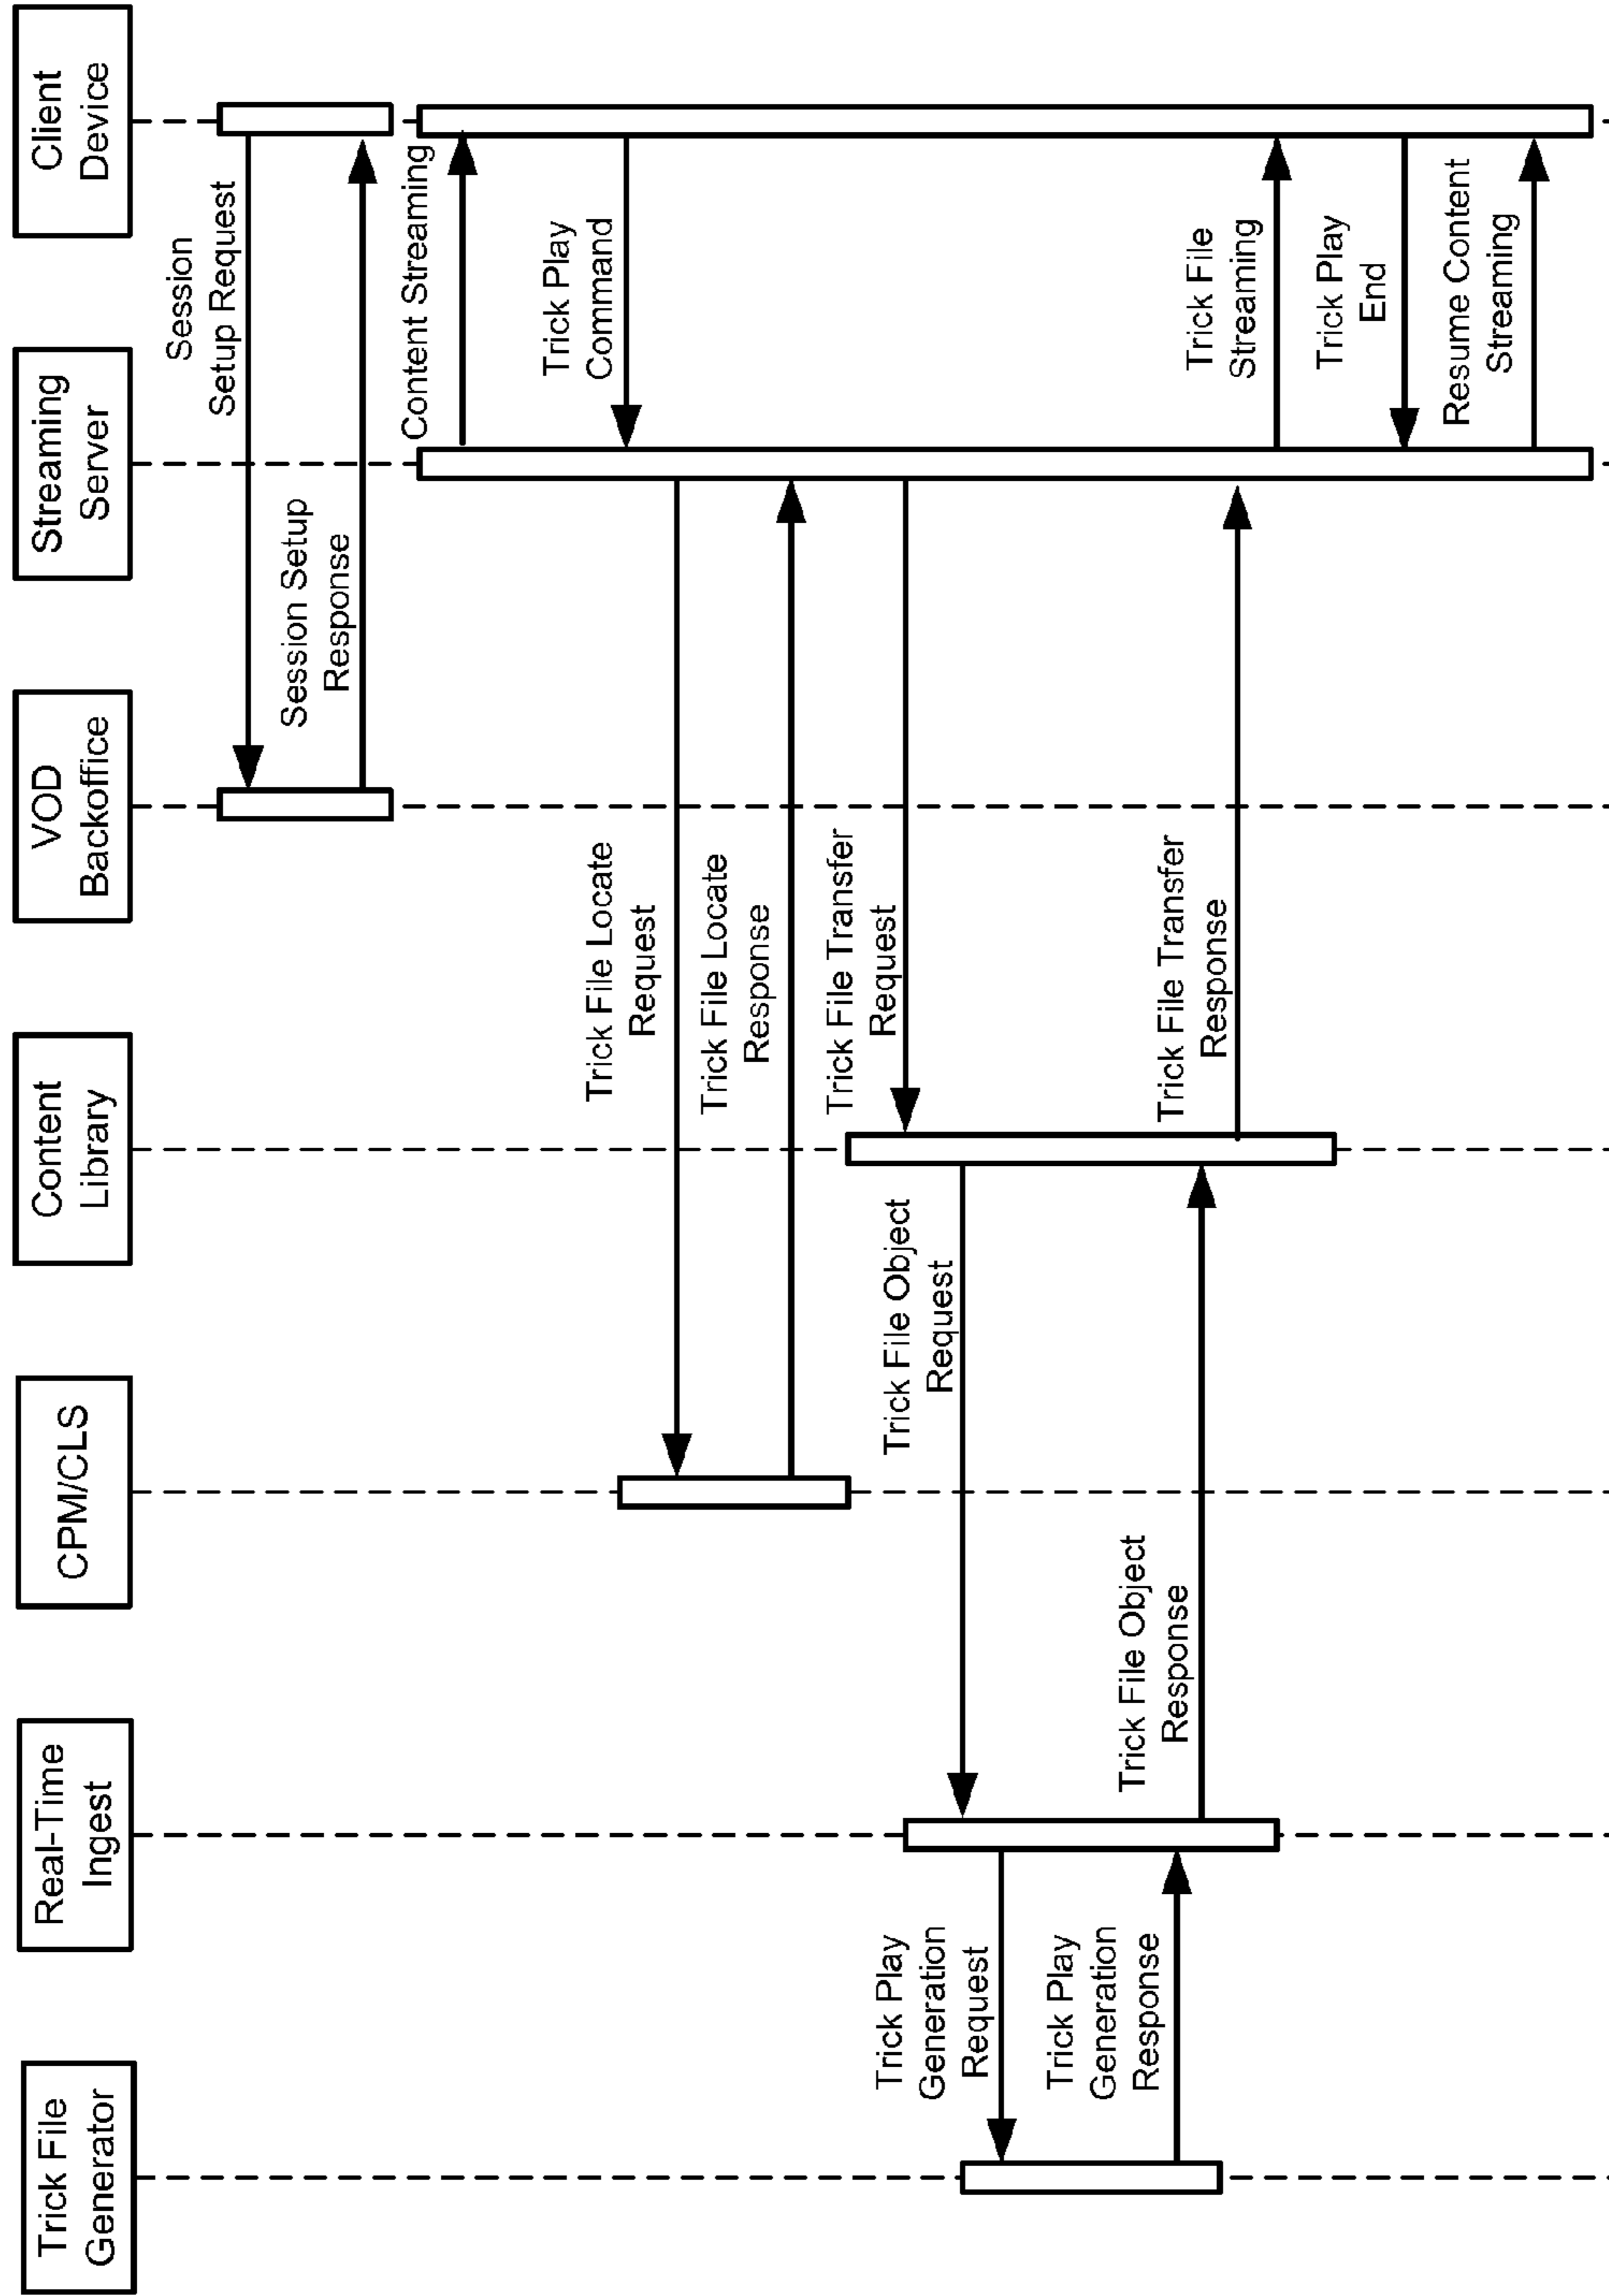 Trick File
Generator
Real-Time
Ingest
CPM/CLS
Content
Library
VOD
Backoffice
Streaming
Server
Client
Device
Session
Setup Request
Session Setup
Response
Content Streaming
Trick Play
Command
Trick File Locate
Request
Trick File Locate
Response
Trick File Transfer
Request
Trick File Object
Request
Trick Play
Generation
Request
Trick Play
Generation
Response
Trick File Object
Response
Trick File Transfer
Response
Trick File
Streaming
Trick Play
End
Resume Content
Streaming